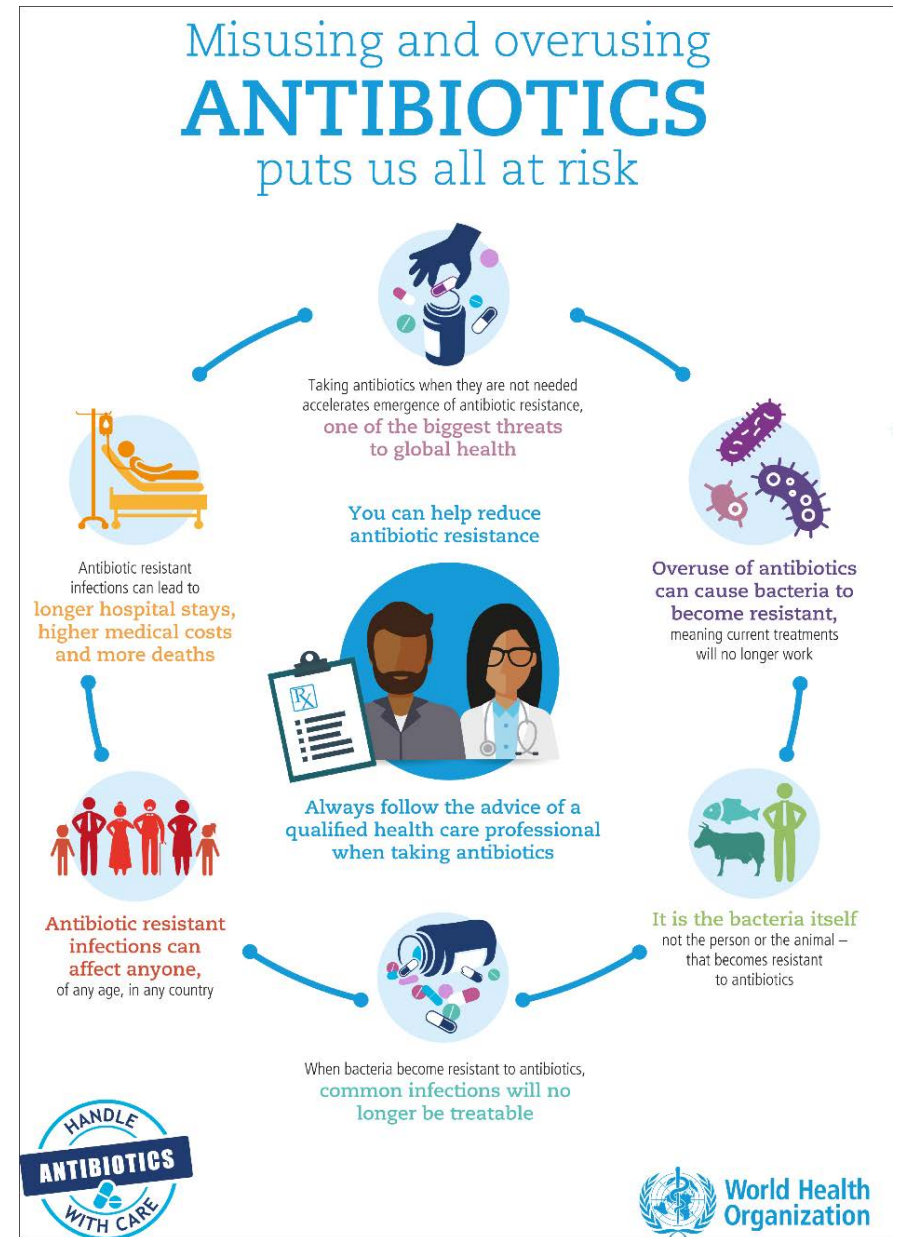 Misusing and overusing
ANTIBIOTICS
puts us all at risk
Taking antibiotics when they are not needed
accelerates emergence of antibiotic resistance,
one of the biggest threats
to global health
Overuse of antibiotics
can cause bacteria to
become resistant,
meaning current treatments
will no longer work
It is the bacteria itself
not the person or the animal –
that becomes resistant
to antibiotics
When bacteria become resistant to antibiotics,
common infections will no
longer be treatable
Antibiotic resistant
infections can
affect anyone,
of any age, in any country
Antibiotic resistant
infections can lead to
longer hospital stays,
higher medical costs
and more deaths
You can help reduce
antibiotic resistance
Rx
Always follow the advice of a
qualified health care professional
when taking antibiotics
HANDLE
ANTIBIOTICS
WITH CARE
World Health
Organization